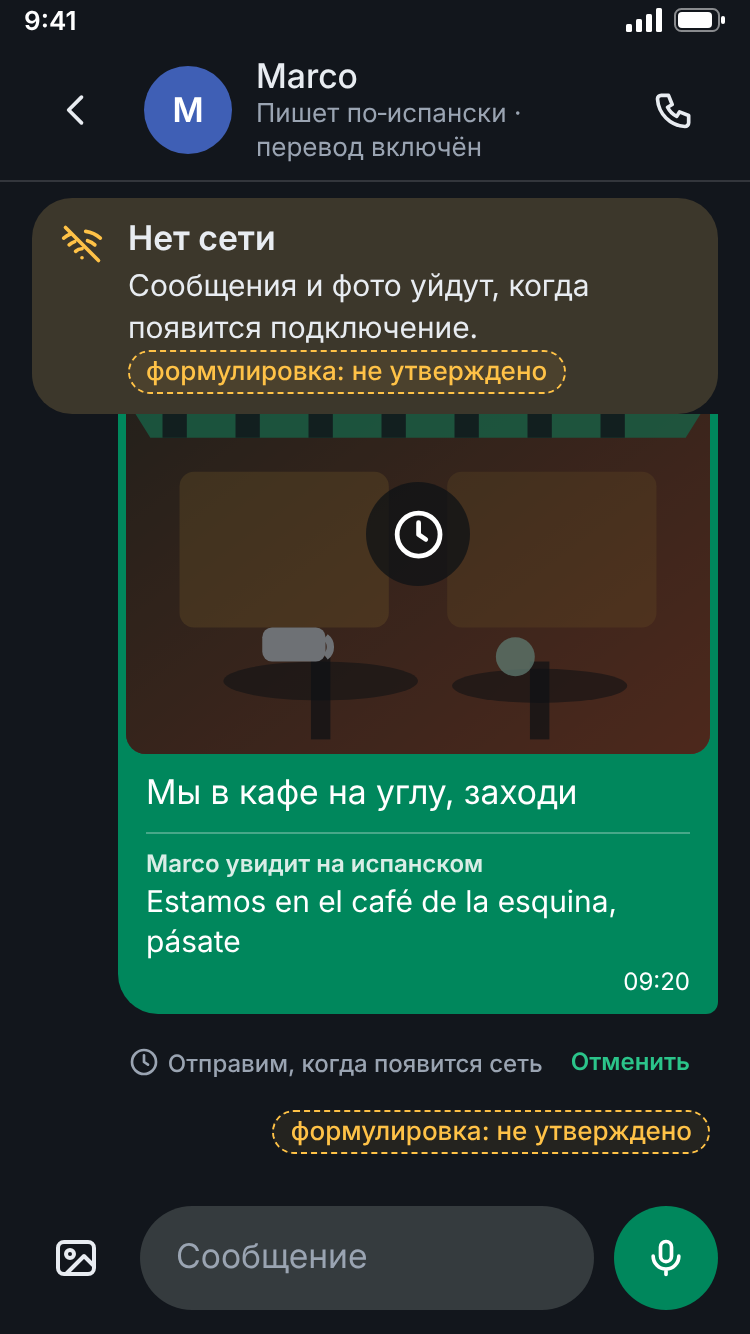 9:41
M
Marco
Пишет по-испански ·
перевод включён
Нет сети
Сообщения и фото уйдут, когда
появится подключение.
формулировка: не утверждено
Мы в кафе на углу, заходи
Marco увидит на испанском
Estamos en el café de la esquina,
pásate
09:20
Отправим, когда появится сеть Отменить
формулировка: не утверждено
Сообщение